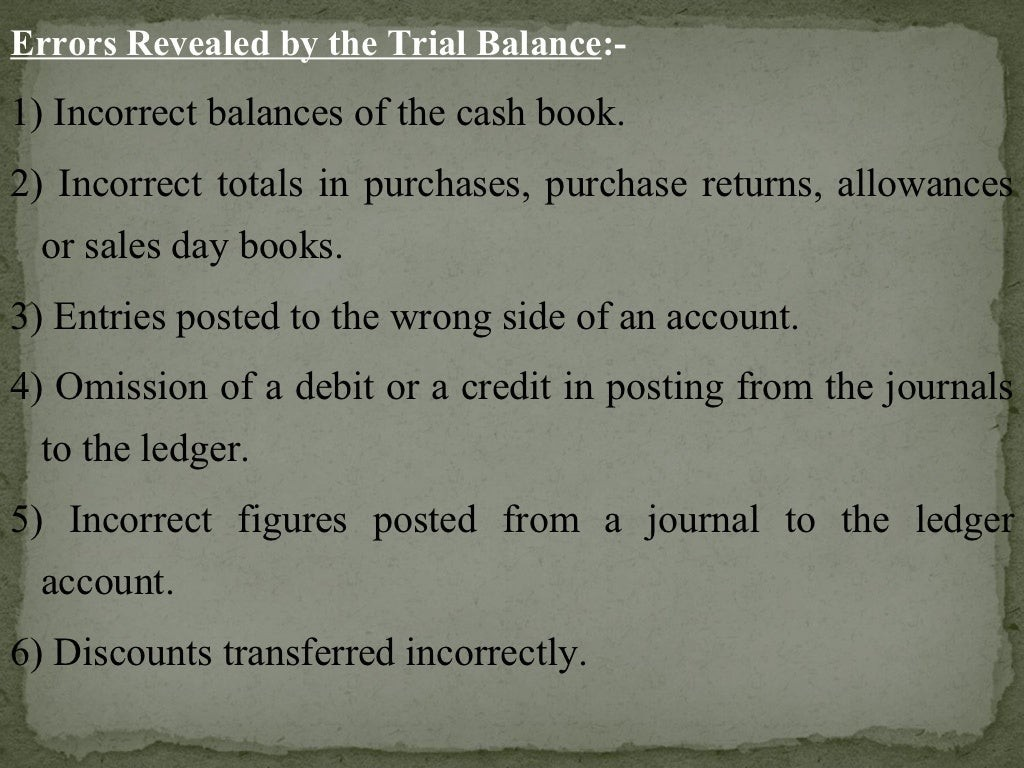 Errors Revealed by the Trial Balance:-
1) Incorrect balances of the cash book.
2) Incorrect totals in purchases, purchase returns, allowances
or sales day books.
3) Entries posted to the wrong side of an account.
4) Omission of a debit or a credit in posting from the journals
to the ledger.
5) Incorrect figures posted from a journal to the ledger
account.
6) Discounts transferred incorrectly.